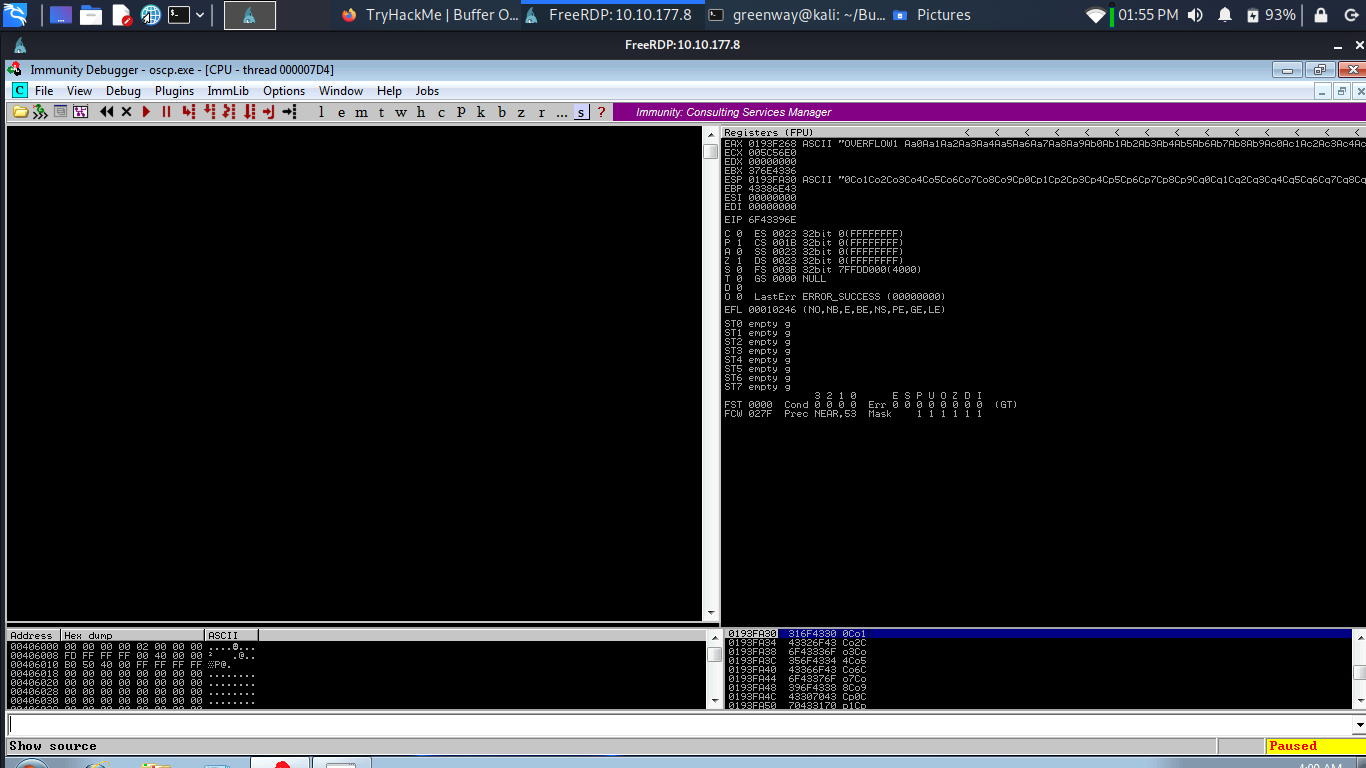 TryHackMe | Buffer O... FreeRDP: 10.10.177.8 greenway@kali: ~/Bu... Pictures 01:55 PM 93%
FreeRDP: 10.10.177.8
Immunity Debugger - oscp.exe - [CPU - thread 000007D4]
C File View Debug Plugins ImmLib Options Window Help Jobs
l e m t w h c P k b z r ... s ? Immunity: Consulting Services Manager
Registers (FPU) < < < < < < < < < < < < < <
EAX 0193F268 ASCII "OVERFLOW1 Aa0Aa1Aa2Aa3Aa4Aa5Aa6Aa7Aa8Aa9Ab0Ab1Ab2Ab3Ab4Ab5Ab6Ab7Ab8Ab9Ac0Ac1Ac2Ac3Ac4Ac
ECX 005C56E0
EDX 00000000
EBX 376E4336
ESP 0193FA30 ASCII "0Co1Co2Co3Co4Co5Co6Co7Co8Co9Cp0Cp1Cp2Cp3Cp4Cp5Cp6Cp7Cp8Cp9Cq0Cq1Cq2Cq3Cq4Cq5Cq6Cq7Cq8Cq
EBP 43386E43
ESI 00000000
EDI 00000000
EIP 6F43396E
C 0 ES 0023 32bit 0(FFFFFFFF)
P 1 CS 001B 32bit 0(FFFFFFFF)
A 0 SS 0023 32bit 0(FFFFFFFF)
Z 1 DS 0023 32bit 0(FFFFFFFF)
S 0 FS 003B 32bit 7FFDD000(4000)
T 0 GS 0000 NULL
D 0
O 0 LastErr ERROR_SUCCESS (00000000)
EFL 00010246 (NO,NB,E,BE,NS,PE,GE,LE)
ST0 empty g
ST1 empty g
ST2 empty g
ST3 empty g
ST4 empty g
ST5 empty g
ST6 empty g
ST7 empty g
3 2 1 0 E S P U O Z D I
FST 0000 Cond 0 0 0 0 Err 0 0 0 0 0 0 0 0 (GT)
FCW 027F Prec NEAR,53 Mask 1 1 1 1 1 1
Address Hex dump ASCII
00406000 00 00 00 00 02 00 00 00 ....@...
00406008 FD FF FF FF 00 40 00 00 ² .@..
00406010 B0 50 40 00 FF FF FF FF ░P@.
00406018 00 00 00 00 00 00 00 00 ........
00406020 00 00 00 00 00 00 00 00 ........
00406028 00 00 00 00 00 00 00 00 ........
00406030 00 00 00 00 00 00 00 00 ........
0193FA30 316F4330 0Co1
0193FA34 43326F43 Co2C
0193FA38 6F43336F o3Co
0193FA3C 356F4334 4Co5
0193FA40 43366F43 Co6C
0193FA44 6F43376F o7Co
0193FA48 396F4338 8Co9
0193FA4C 43307043 Cp0C
0193FA50 70433170 p1Cp
Show source Paused